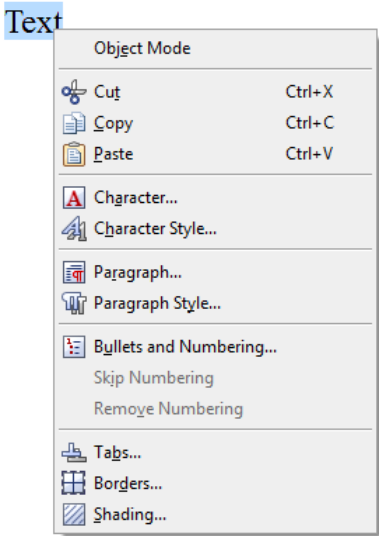 Text
Object Mode
Cut Ctrl+X
Copy Ctrl+C
Paste Ctrl+V
Character...
Character Style...
Paragraph...
Paragraph Style...
Bullets and Numbering...
Skip Numbering
Remove Numbering
Tabs...
Borders...
Shading...